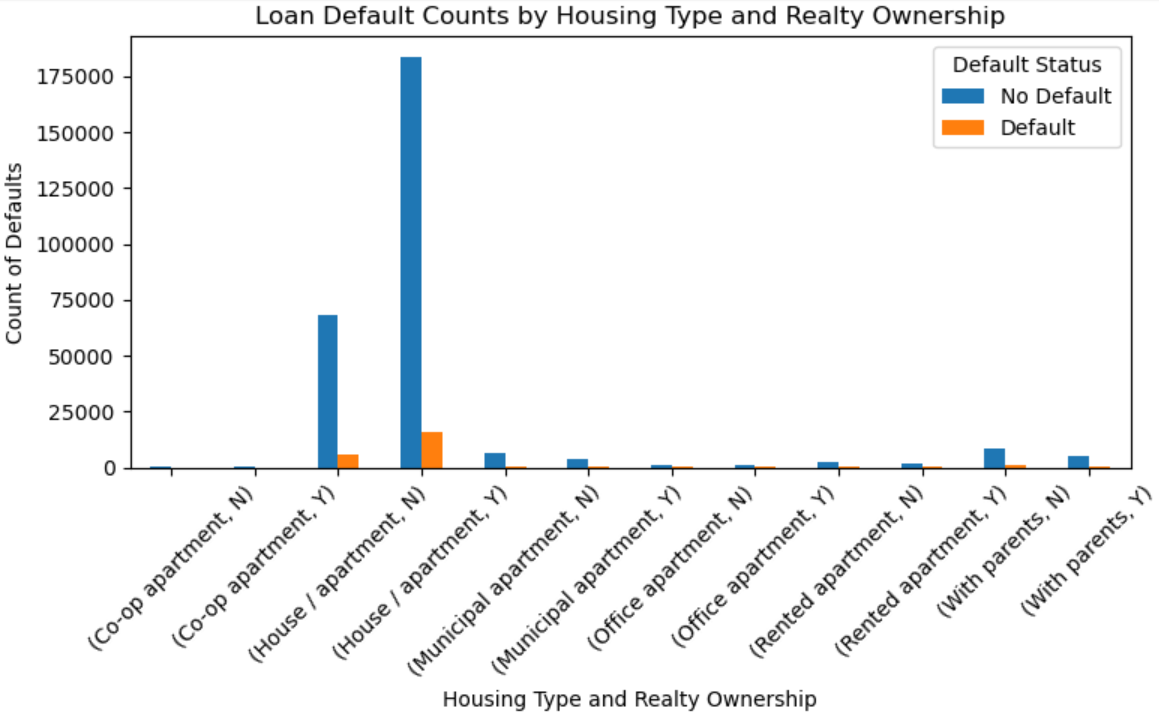 Loan Default Counts by Housing Type and Realty Ownership
Default Status
No Default
Default
Count of Defaults
175000
150000
125000
100000
75000
50000
25000
0
(Co-op apartment, N)
(Co-op apartment, Y)
(House / apartment, N)
(House / apartment, Y)
(Municipal apartment, N)
(Municipal apartment, Y)
(Office apartment, N)
(Office apartment, Y)
(Rented apartment, N)
(Rented apartment, Y)
(With parents, N)
(With parents, Y)
Housing Type and Realty Ownership